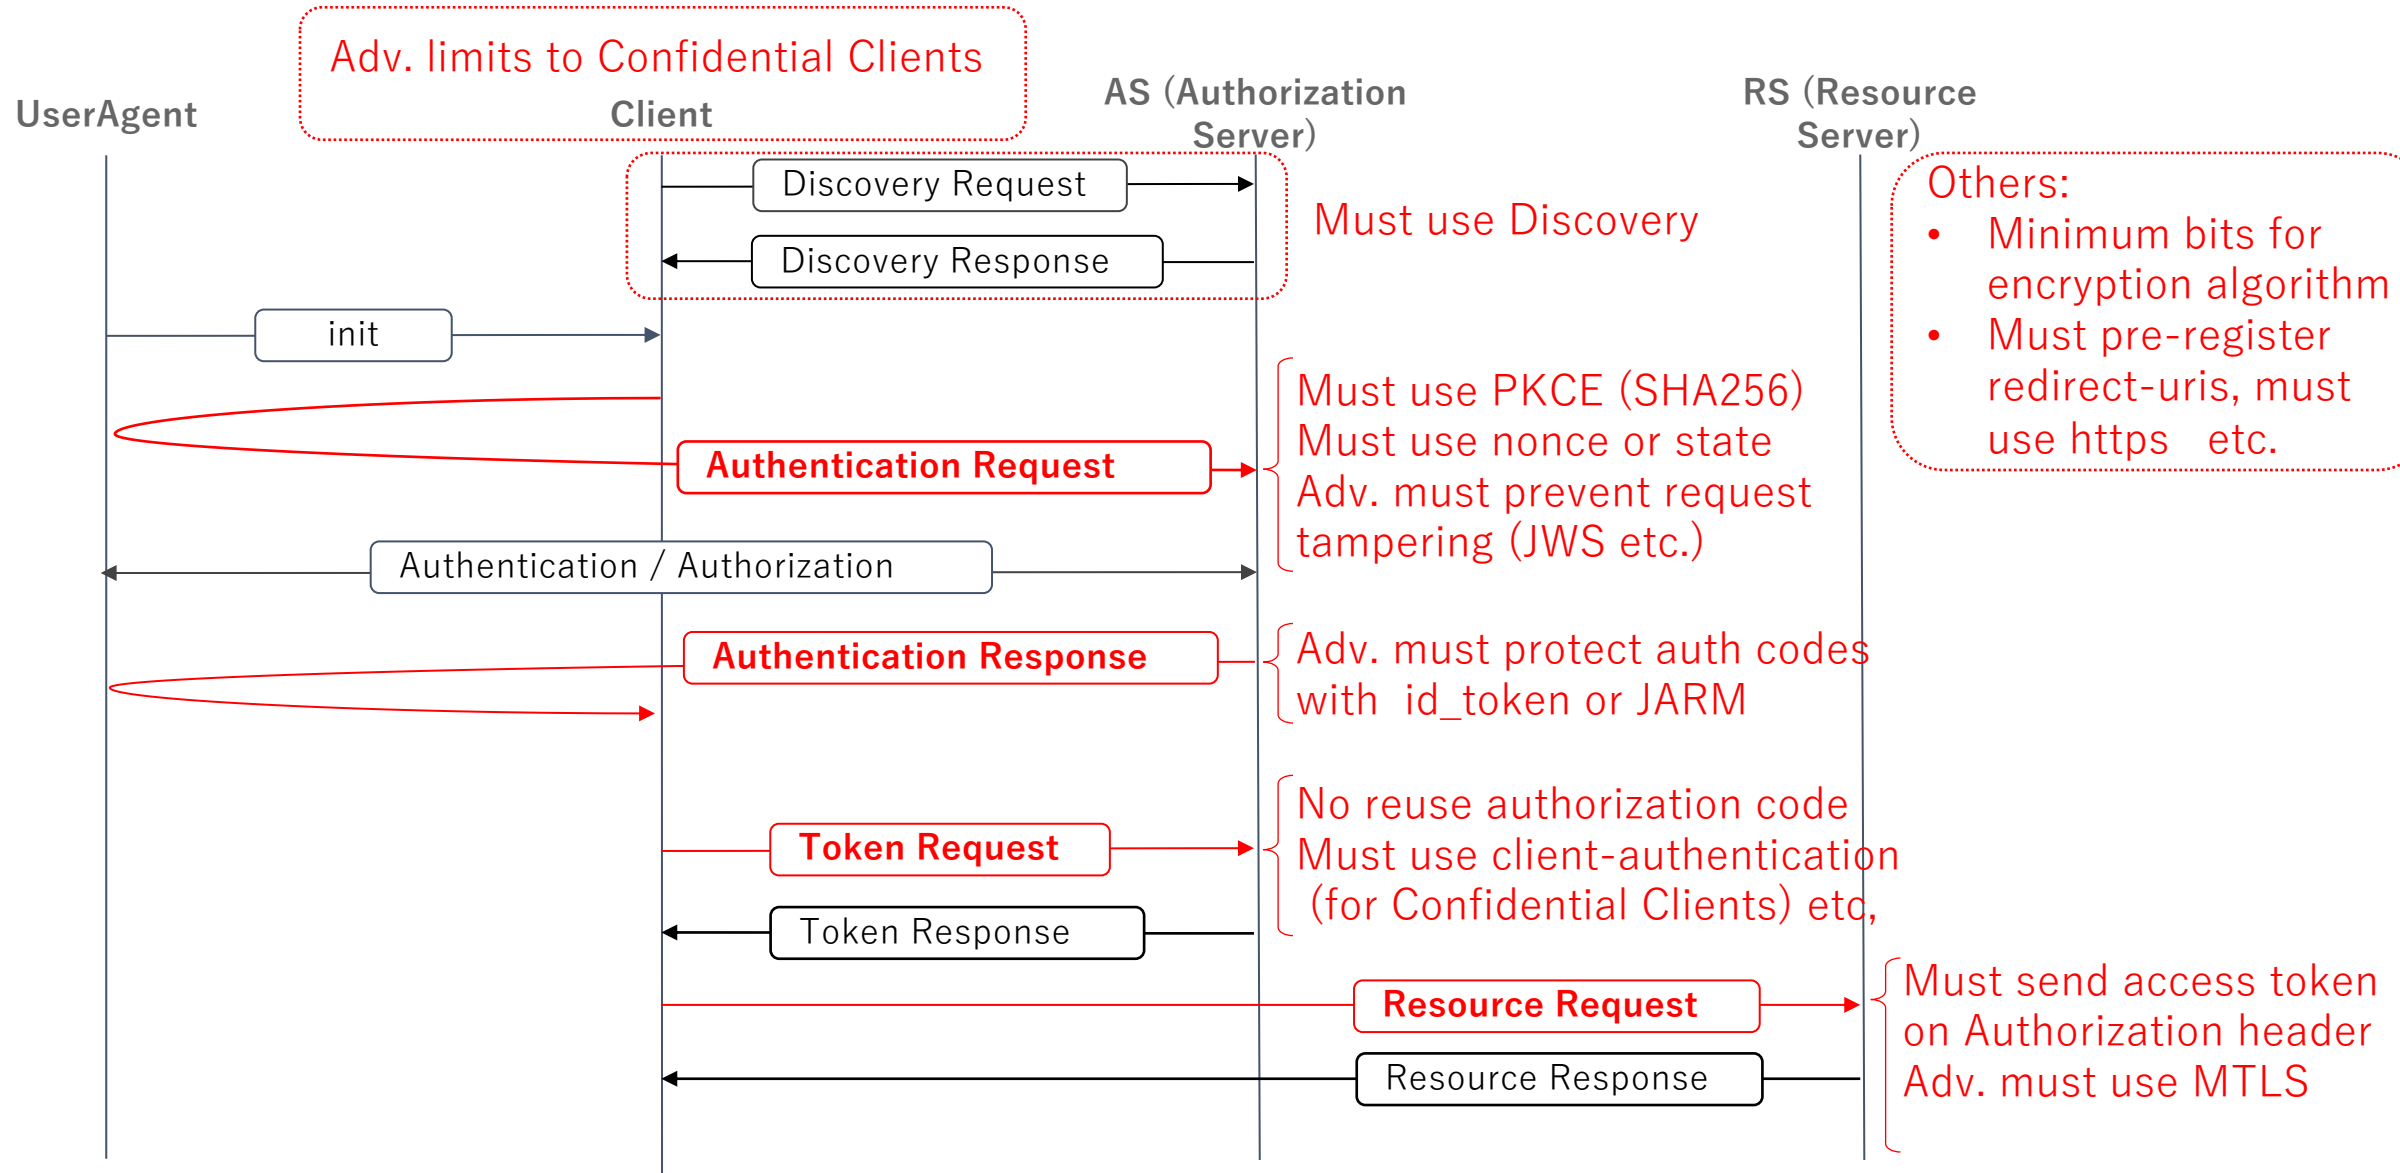 Adv. limits to Confidential Clients
UserAgent
Client
AS (Authorization
Server)
RS (Resource
Server)
Discovery Request
Discovery Response
Must use Discovery
Others:
• Minimum bits for
encryption algorithm
• Must pre-register
redirect-uris, must
use https etc.
init
Authentication Request
Must use PKCE (SHA256)
Must use nonce or state
Adv. must prevent request
tampering (JWS etc.)
Authentication / Authorization
Authentication Response
Adv. must protect auth codes
with id_token or JARM
Token Request
No reuse authorization code
Must use client-authentication
(for Confidential Clients) etc,
Token Response
Resource Request
Must send access token
on Authorization header
Adv. must use MTLS
Resource Response